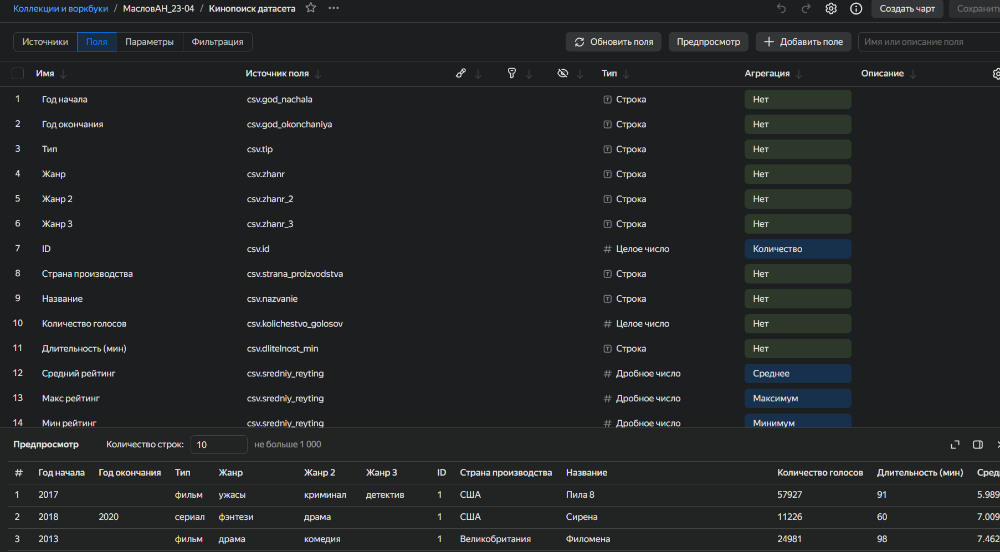 Коллекции и воркбуки / МасловАН_23-04 / Кинопоиск датасета Создать чарт Сохранить
Источники Поля Параметры Фильтрация Обновить поля Предпросмотр Добавить поле Имя или описание поля
Имя Источник поля Тип Агрегация Описание
1 Год начала csv.god_nachala Строка Нет
2 Год окончания csv.god_okonchaniya Строка Нет
3 Тип csv.tip Строка Нет
4 Жанр csv.zhanr Строка Нет
5 Жанр 2 csv.zhanr_2 Строка Нет
6 Жанр 3 csv.zhanr_3 Строка Нет
7 ID csv.id # Целое число Количество
8 Страна производства csv.strana_proizvodstva Строка Нет
9 Название csv.nazvanie Строка Нет
10 Количество голосов csv.kolichestvo_golosov # Целое число Нет
11 Длительность (мин) csv.dlitelnost_min Строка Нет
12 Средний рейтинг csv.sredniy_reyting # Дробное число Среднее
13 Макс рейтинг csv.sredniy_reyting # Дробное число Максимум
14 Мин рейтинг csv.sredniy_reyting # Дробное число Минимум
Предпросмотр Количество строк: 10 не больше 1 000
# Год начала Год окончания Тип Жанр Жанр 2 Жанр 3 ID Страна производства Название Количество голосов Длительность (мин) Сред
1 2017 фильм ужасы криминал детектив 1 США Пила 8 57927 91 5.989
2 2018 2020 сериал фэнтези драма 1 США Сирена 11226 60 7.009
3 2013 фильм драма комедия 1 Великобритания Филомена 24981 98 7.462